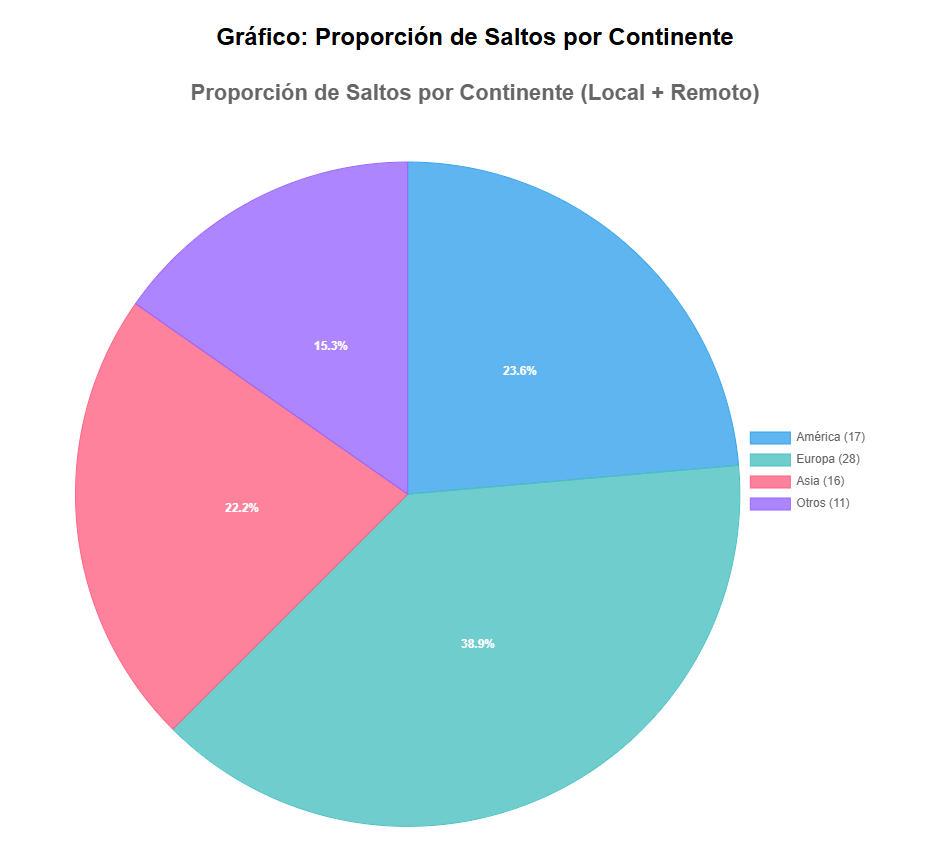 Gráfico: Proporción de Saltos por Continente
Proporción de Saltos por Continente (Local + Remoto)
15.3%
23.6%
22.2%
38.9%
América (17)
Europa (28)
Asia (16)
Otros (11)